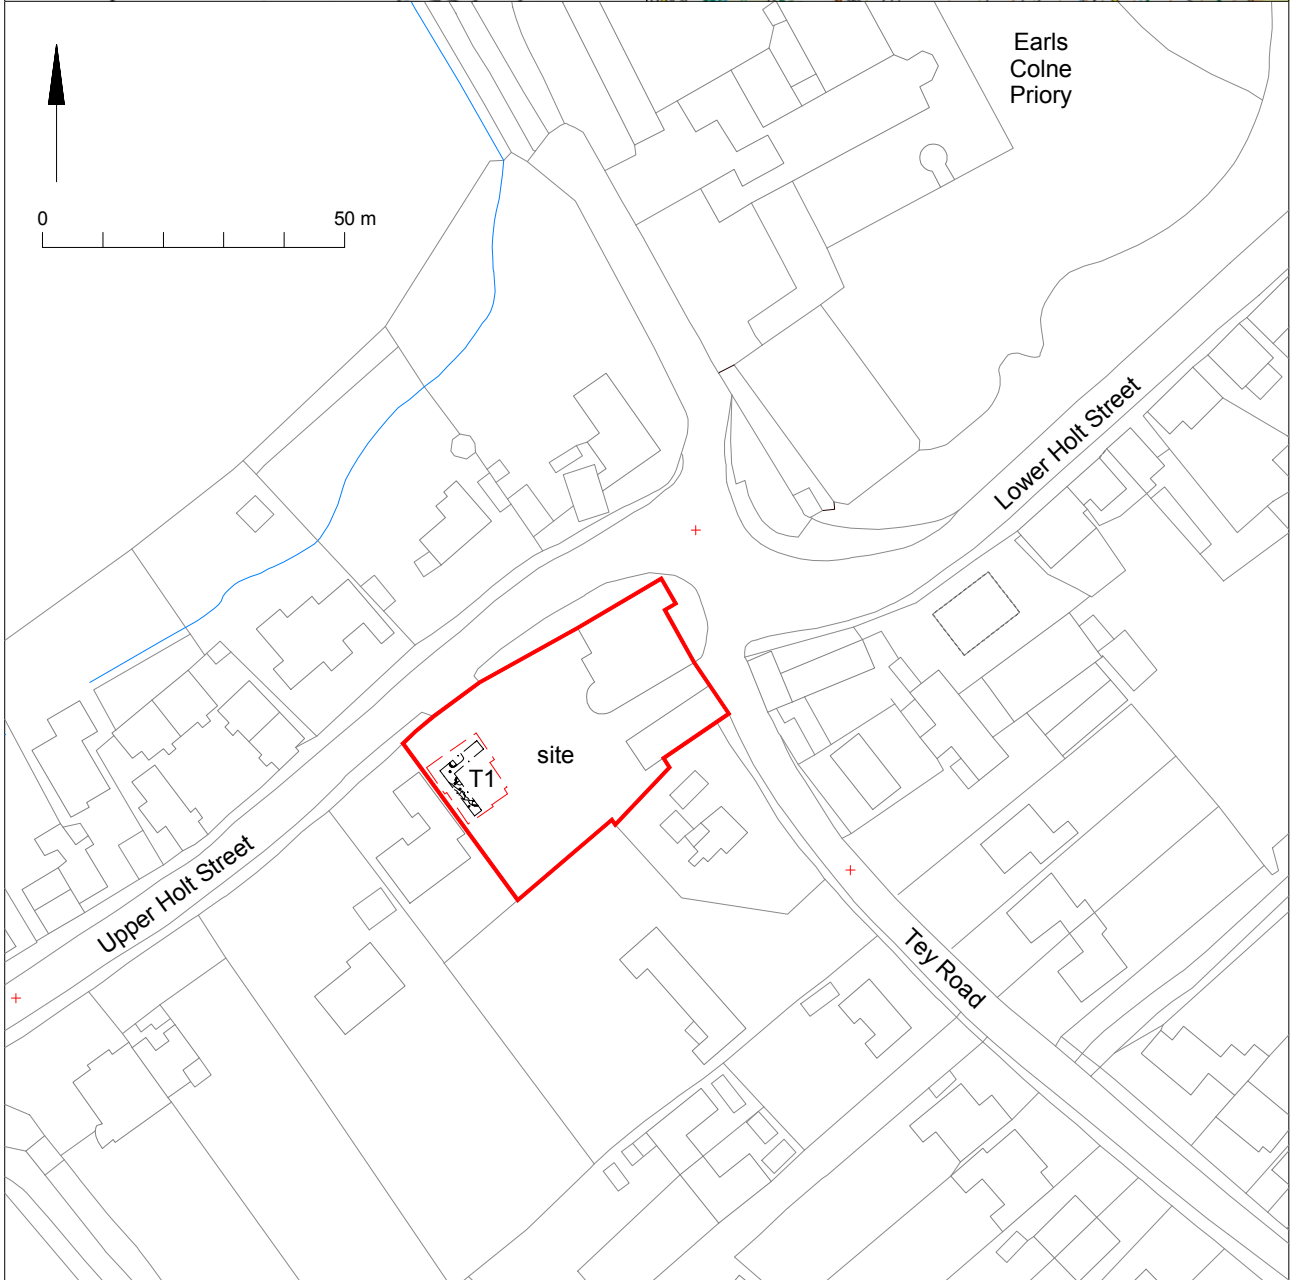 Earls
Colne
Priory
0 50 m
Lower Holt Street
site
T1
Upper Holt Street
Tey Road